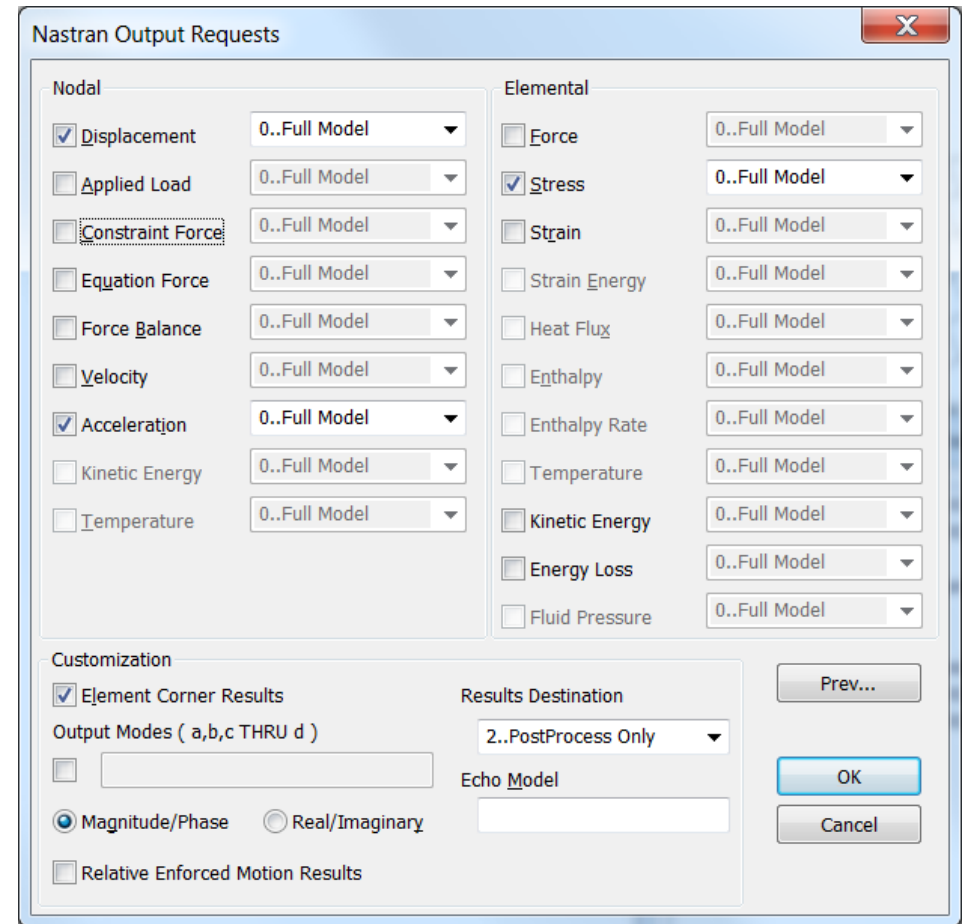 Nastran Output Requests
X
Nodal
Displacement 0..Full Model
Applied Load 0..Full Model
Constraint Force 0..Full Model
Equation Force 0..Full Model
Force Balance 0..Full Model
Velocity 0..Full Model
Acceleration 0..Full Model
Kinetic Energy 0..Full Model
Temperature 0..Full Model
Elemental
Force 0..Full Model
Stress 0..Full Model
Strain 0..Full Model
Strain Energy 0..Full Model
Heat Flux 0..Full Model
Enthalpy 0..Full Model
Enthalpy Rate 0..Full Model
Temperature 0..Full Model
Kinetic Energy 0..Full Model
Energy Loss 0..Full Model
Fluid Pressure 0..Full Model
Customization
Element Corner Results
Output Modes ( a,b,c THRU d )
Magnitude/Phase Real/Imaginary
Relative Enforced Motion Results
Results Destination
2..PostProcess Only
Echo Model
Prev...
OK
Cancel